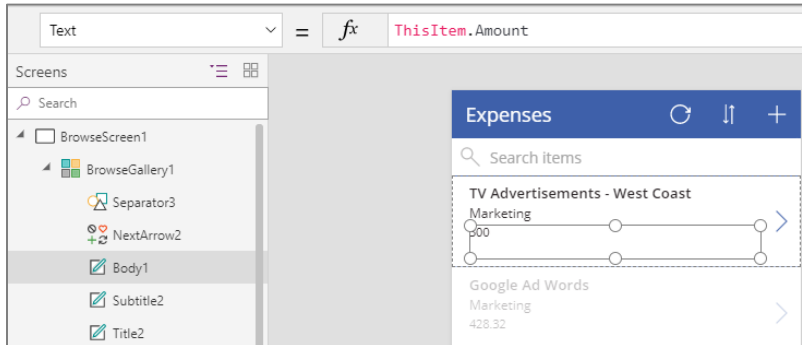 Text = fx ThisItem.Amount
Screens
Search
BrowseScreen1
BrowseGallery1
Separator3
NextArrow2
Body1
Subtitle2
Title2
Expenses
Search items
TV Advertisements - West Coast
Marketing
300
Google Ad Words
Marketing
428.32